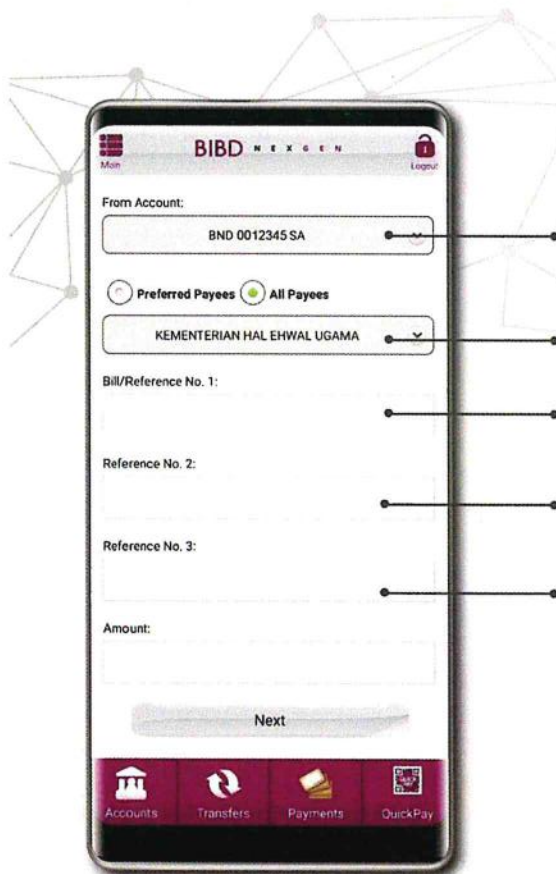 BIBD NEXGEN
Main
Logout
From Account:
BND 0012345 SA
Preferred Payees All Payees
KEMENTERIAN HAL EHWAL UGAMA
Bill/Reference No. 1:
Reference No. 2:
Reference No. 3:
Amount:
Next
Accounts Transfers Payments QuickPay